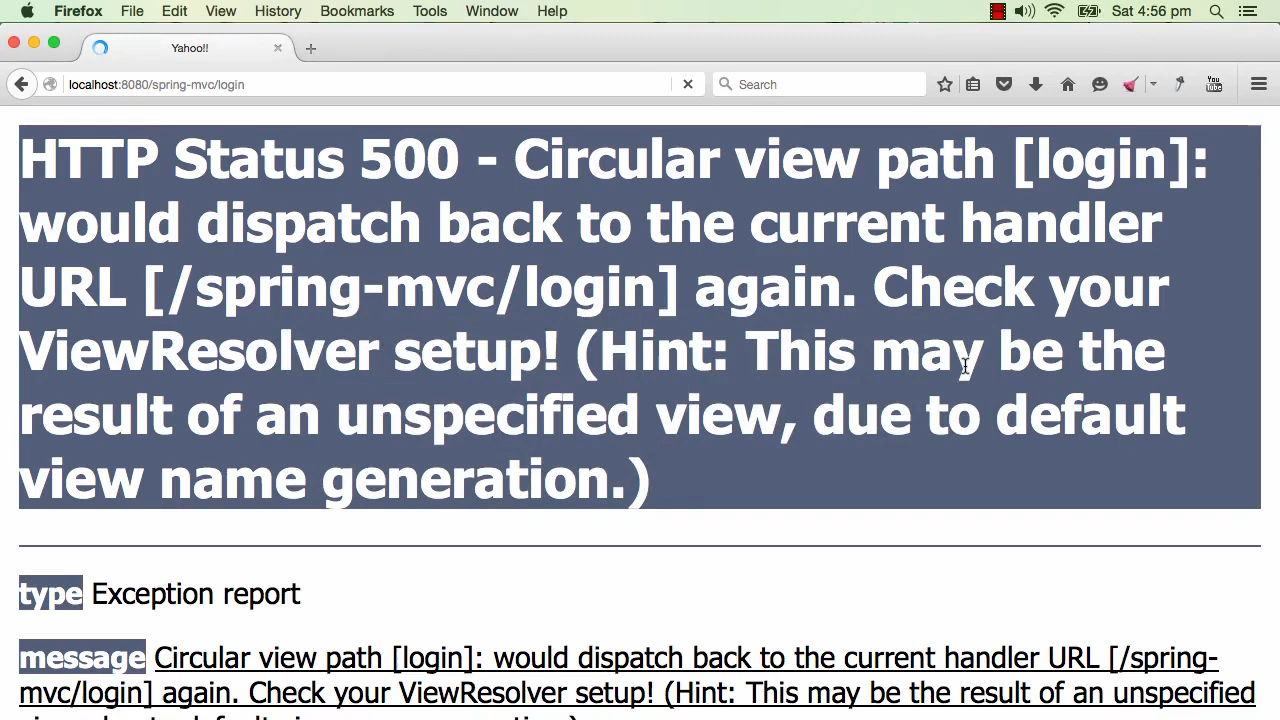 Firefox File Edit View History Bookmarks Tools Window Help Sat 4:56 pm
Yahoo!!
localhost:8080/spring-mvc/login Search You Tube
HTTP Status 500 - Circular view path [login]:
would dispatch back to the current handler
URL [/spring-mvc/login] again. Check your
ViewResolver setup! (Hint: This may be the
result of an unspecified view, due to default
view name generation.)
type Exception report
message Circular view path [login]: would dispatch back to the current handler URL [/spring-
mvc/login] again. Check your ViewResolver setup! (Hint: This may be the result of an unspecified